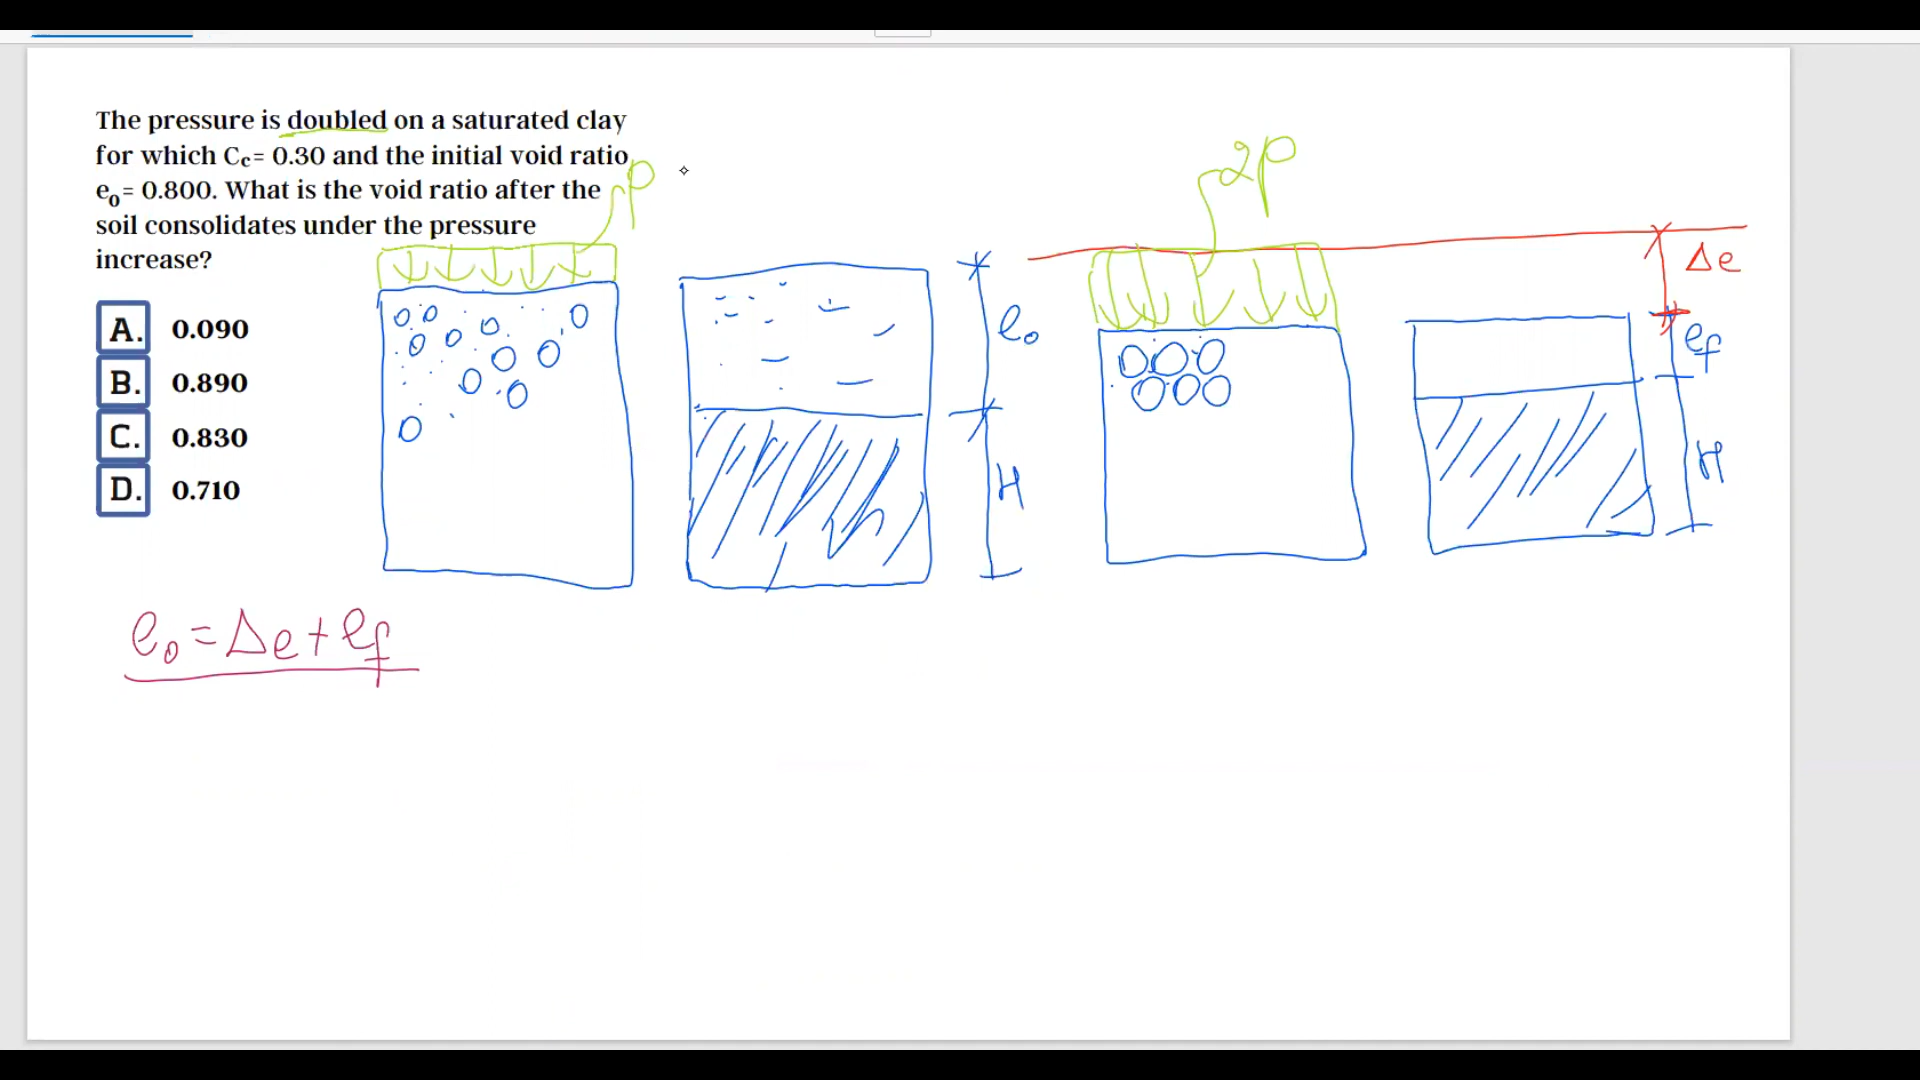 The pressure is doubled on a saturated clay
for which Cc= 0.30 and the initial void ratio
e0= 0.800. What is the void ratio after the
soil consolidates under the pressure
increase?
A. 0.090
B. 0.890
C. 0.830
D. 0.710
P
e0
H
2P
Δe
ef
H
e0 = Δe + ef